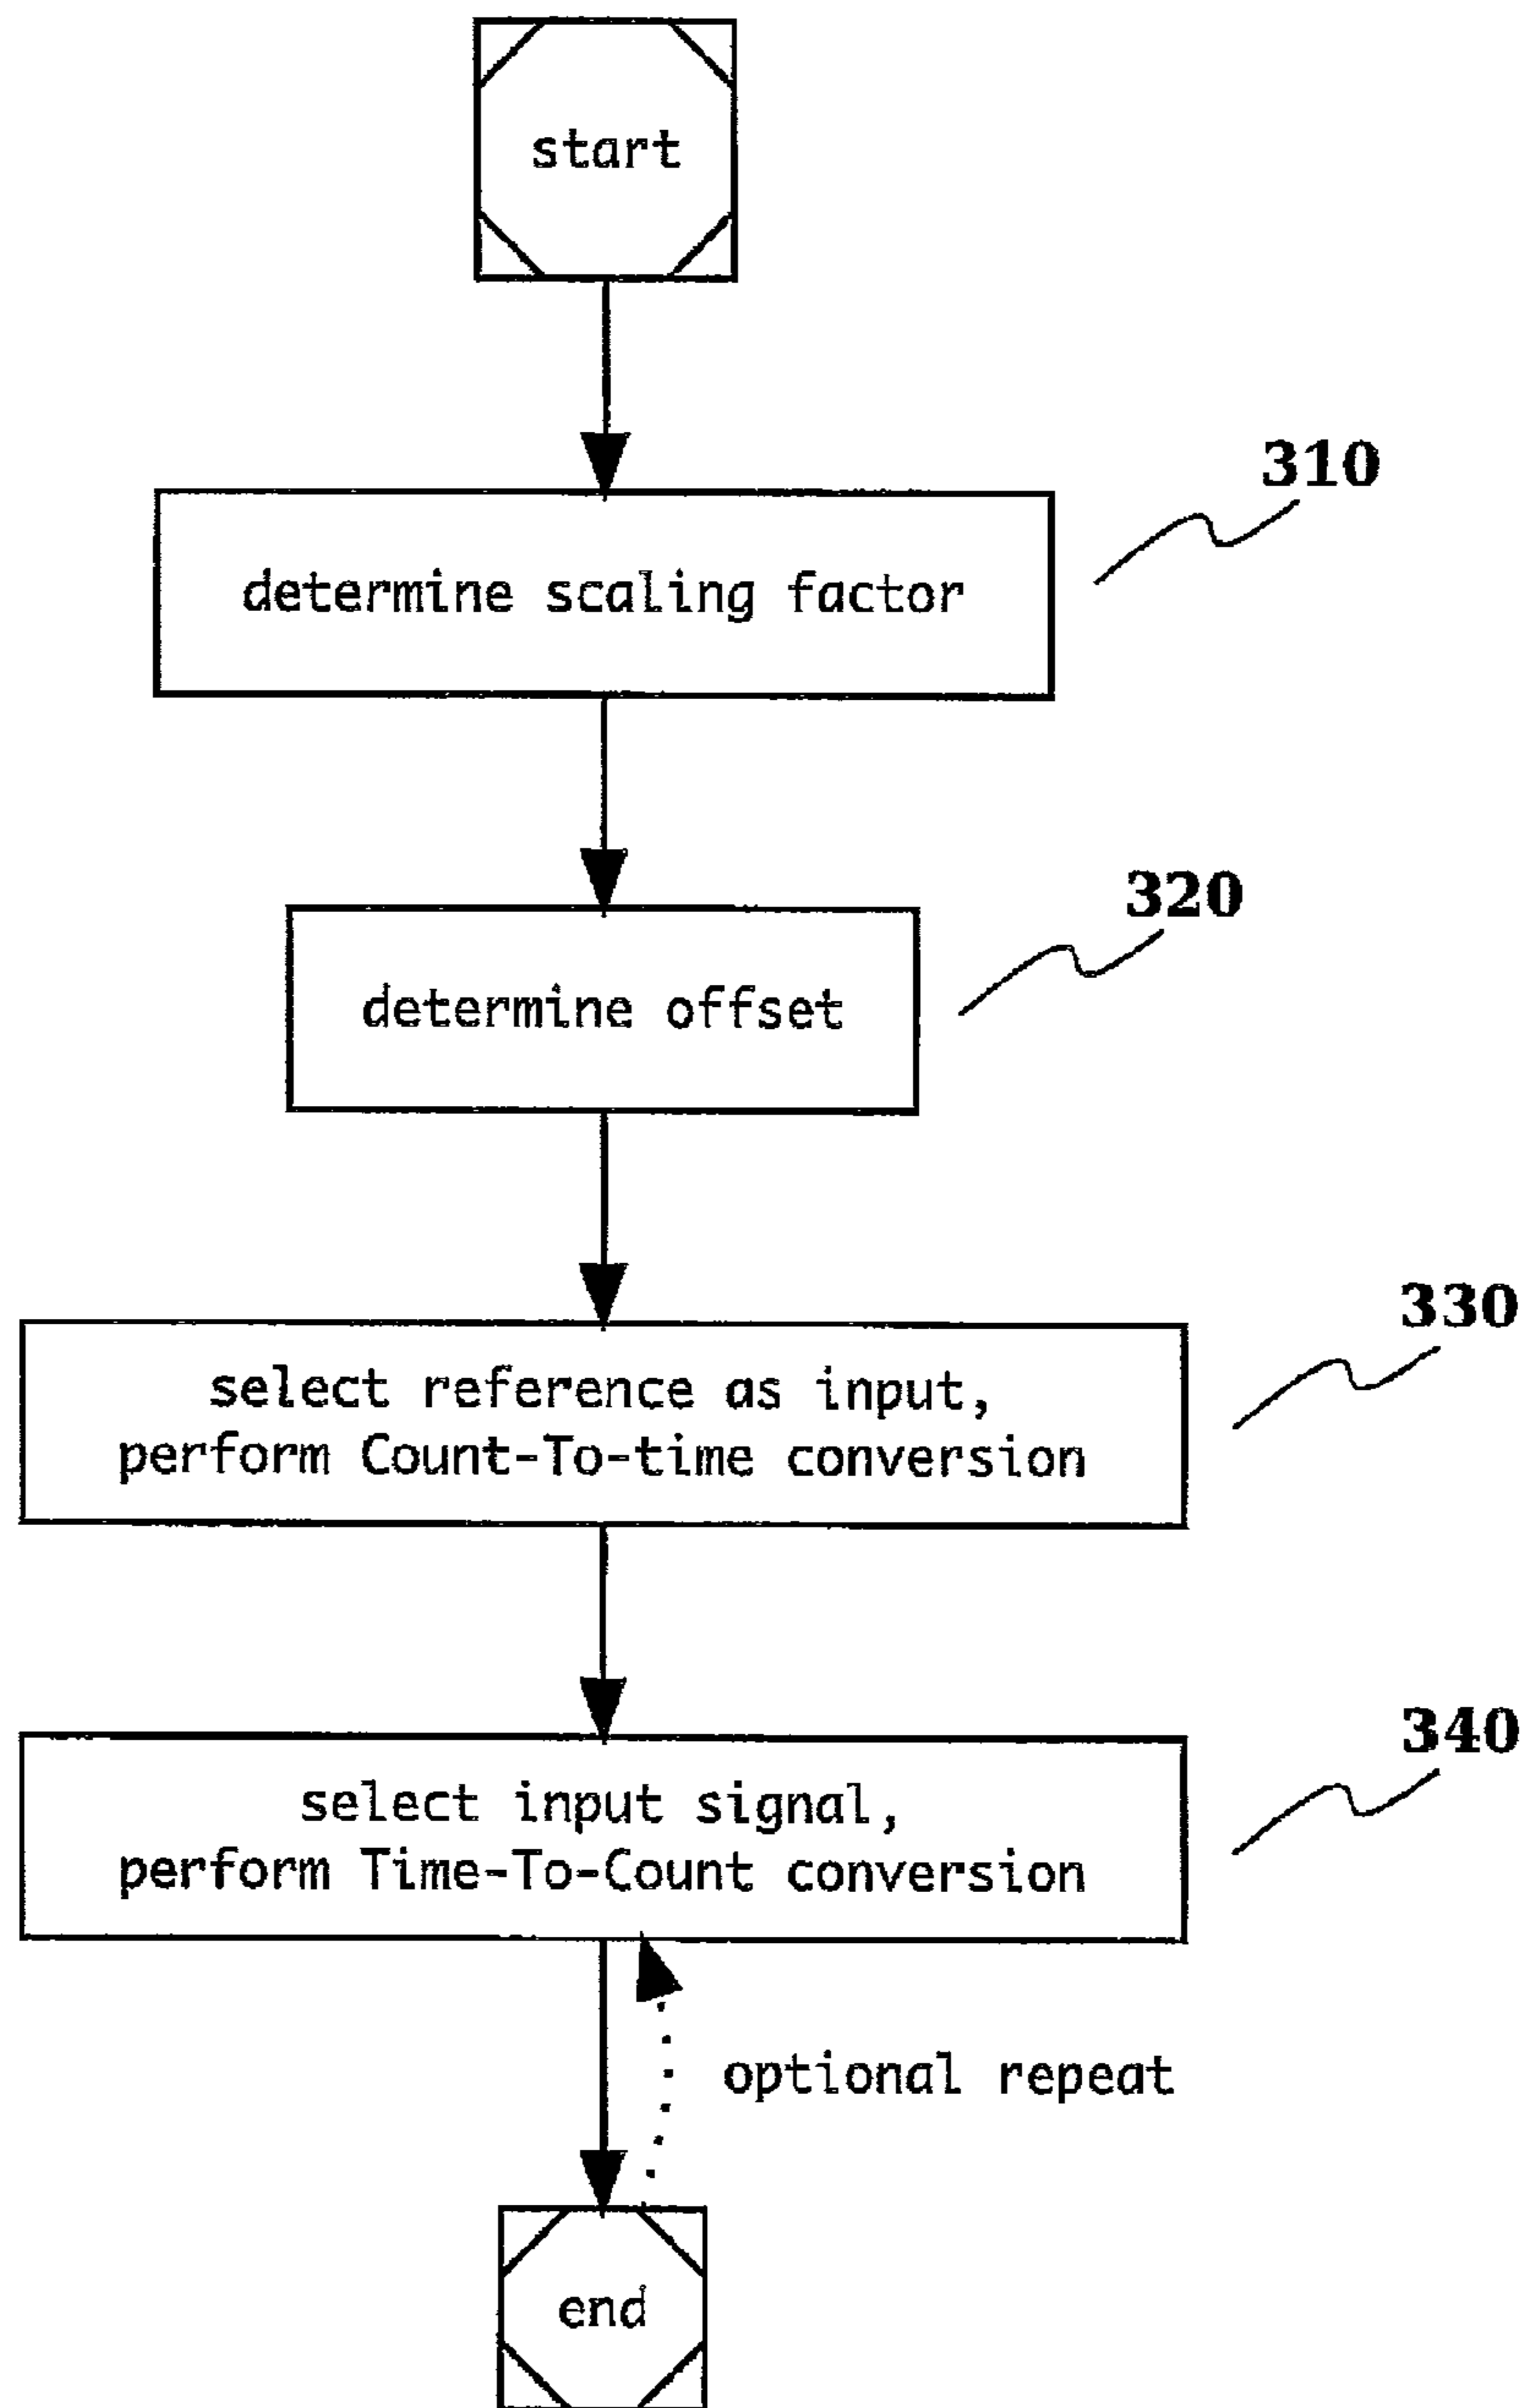 start
310
determine scaling factor
320
determine offset
330
select reference as input,
perform Count-To-time conversion
340
select input signal,
perform Time-To-Count conversion
optional repeat
end